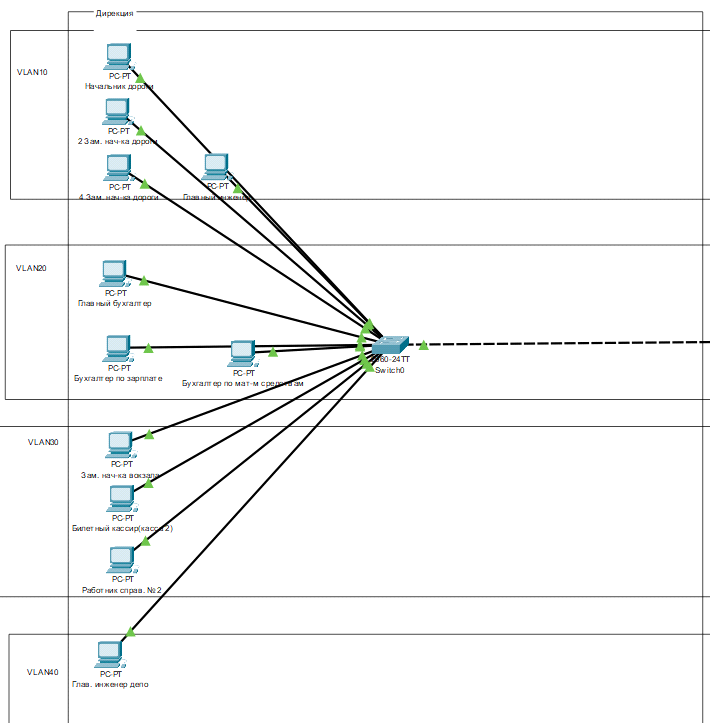 Дирекция
VLAN10
PC-PT
Начальник дороги
PC-PT
2 Зам. нач-ка дороги
PC-PT
4 Зам. нач-ка дороги
PC-PT
Главный инженер
VLAN20
PC-PT
Главный бухгалтер
PC-PT
Бухгалтер по зарплате
PC-PT
Бухгалтер по мат-м средствам
2960-24TT
Switch0
VLAN30
PC-PT
Зам. нач-ка вокзала
PC-PT
Билетный кассир(касса 2)
PC-PT
Работник справ. №2
VLAN40
PC-PT
Глав. инженер депо